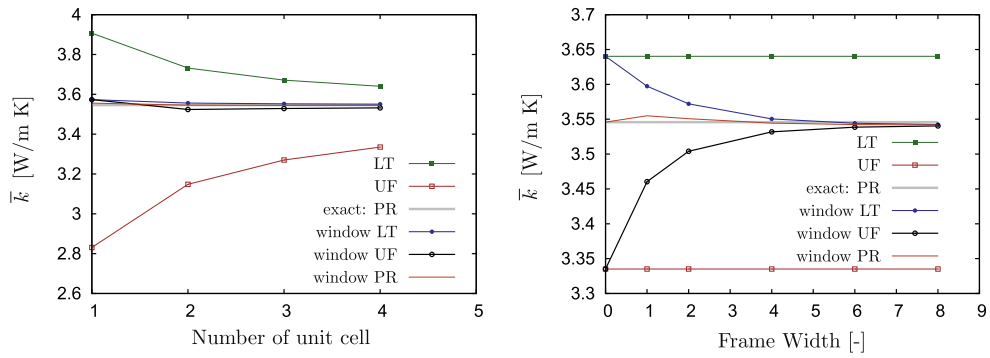 4
3.8
3.6
3.4
3.2
3
2.8
2.6
k [W/m K]
LT
UF
exact: PR
window LT
window UF
window PR
1 2 3 4 5
Number of unit cell
3.7
3.65
3.6
3.55
3.5
3.45
3.4
3.35
3.3
k [W/m K]
LT
UF
exact: PR
window LT
window UF
window PR
0 1 2 3 4 5 6 7 8 9
Frame Width [-]